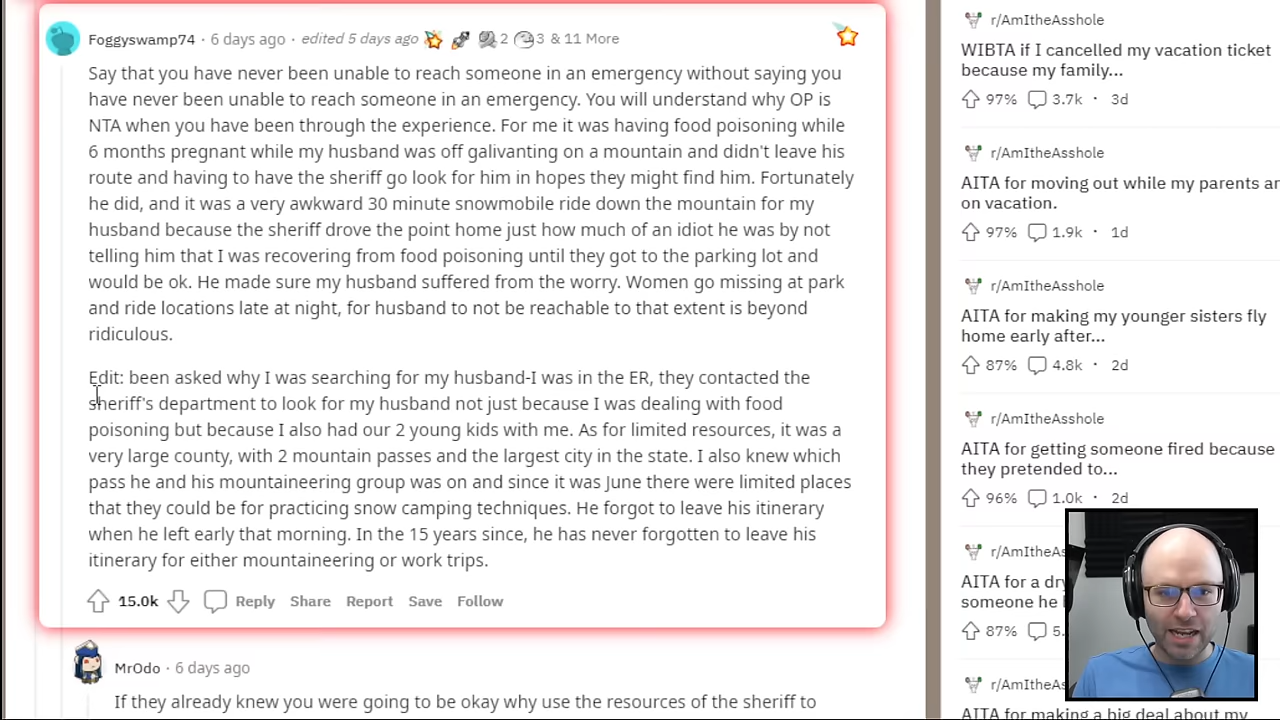 Foggyswamp74 · 6 days ago · edited 5 days ago 2 3 & 11 More
Say that you have never been unable to reach someone in an emergency without saying you
have never been unable to reach someone in an emergency. You will understand why OP is
NTA when you have been through the experience. For me it was having food poisoning while
6 months pregnant while my husband was off galivanting on a mountain and didn't leave his
route and having to have the sheriff go look for him in hopes they might find him. Fortunately
he did, and it was a very awkward 30 minute snowmobile ride down the mountain for my
husband because the sheriff drove the point home just how much of an idiot he was by not
telling him that I was recovering from food poisoning until they got to the parking lot and
would be ok. He made sure my husband suffered from the worry. Women go missing at park
and ride locations late at night, for husband to not be reachable to that extent is beyond
ridiculous.
Edit: been asked why I was searching for my husband-I was in the ER, they contacted the
sheriff's department to look for my husband not just because I was dealing with food
poisoning but because I also had our 2 young kids with me. As for limited resources, it was a
very large county, with 2 mountain passes and the largest city in the state. I also knew which
pass he and his mountaineering group was on and since it was June there were limited places
that they could be for practicing snow camping techniques. He forgot to leave his itinerary
when he left early that morning. In the 15 years since, he has never forgotten to leave his
itinerary for either mountaineering or work trips.
15.0k Reply Share Report Save Follow
MrOdo · 6 days ago
If they already knew you were going to be okay why use the resources of the sheriff to
r/AmItheAsshole
WIBTA if I cancelled my vacation ticket
because my family...
97% 3.7k · 3d
r/AmItheAsshole
AITA for moving out while my parents ar
on vacation.
97% 1.9k · 1d
r/AmItheAsshole
AITA for making my younger sisters fly
home early after...
87% 4.8k · 2d
r/AmItheAsshole
AITA for getting someone fired because
they pretended to...
96% 1.0k · 2d
r/AmItheAs
AITA for a dr
someone he
87% 5.
r/AmItheAs
AITA for making a big deal about my